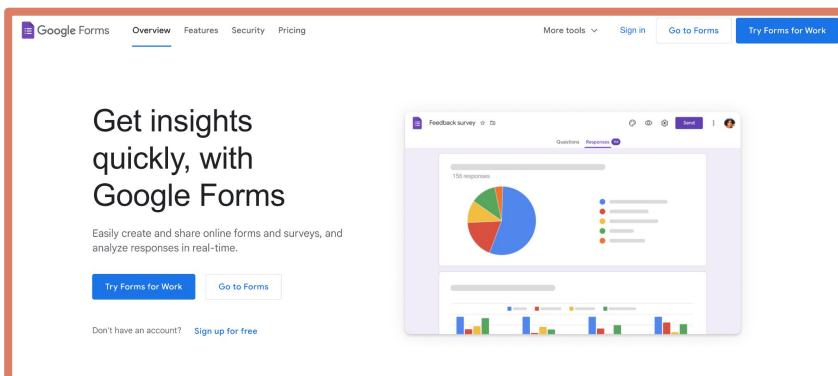 Google Forms Overview Features Security Pricing More tools Sign in Go to Forms Try Forms for Work
Get insights
quickly, with
Google Forms
Easily create and share online forms and surveys, and
analyze responses in real-time.
Try Forms for Work Go to Forms
Don't have an account? Sign up for free
Feedback survey Send
Questions Responses
156 responses